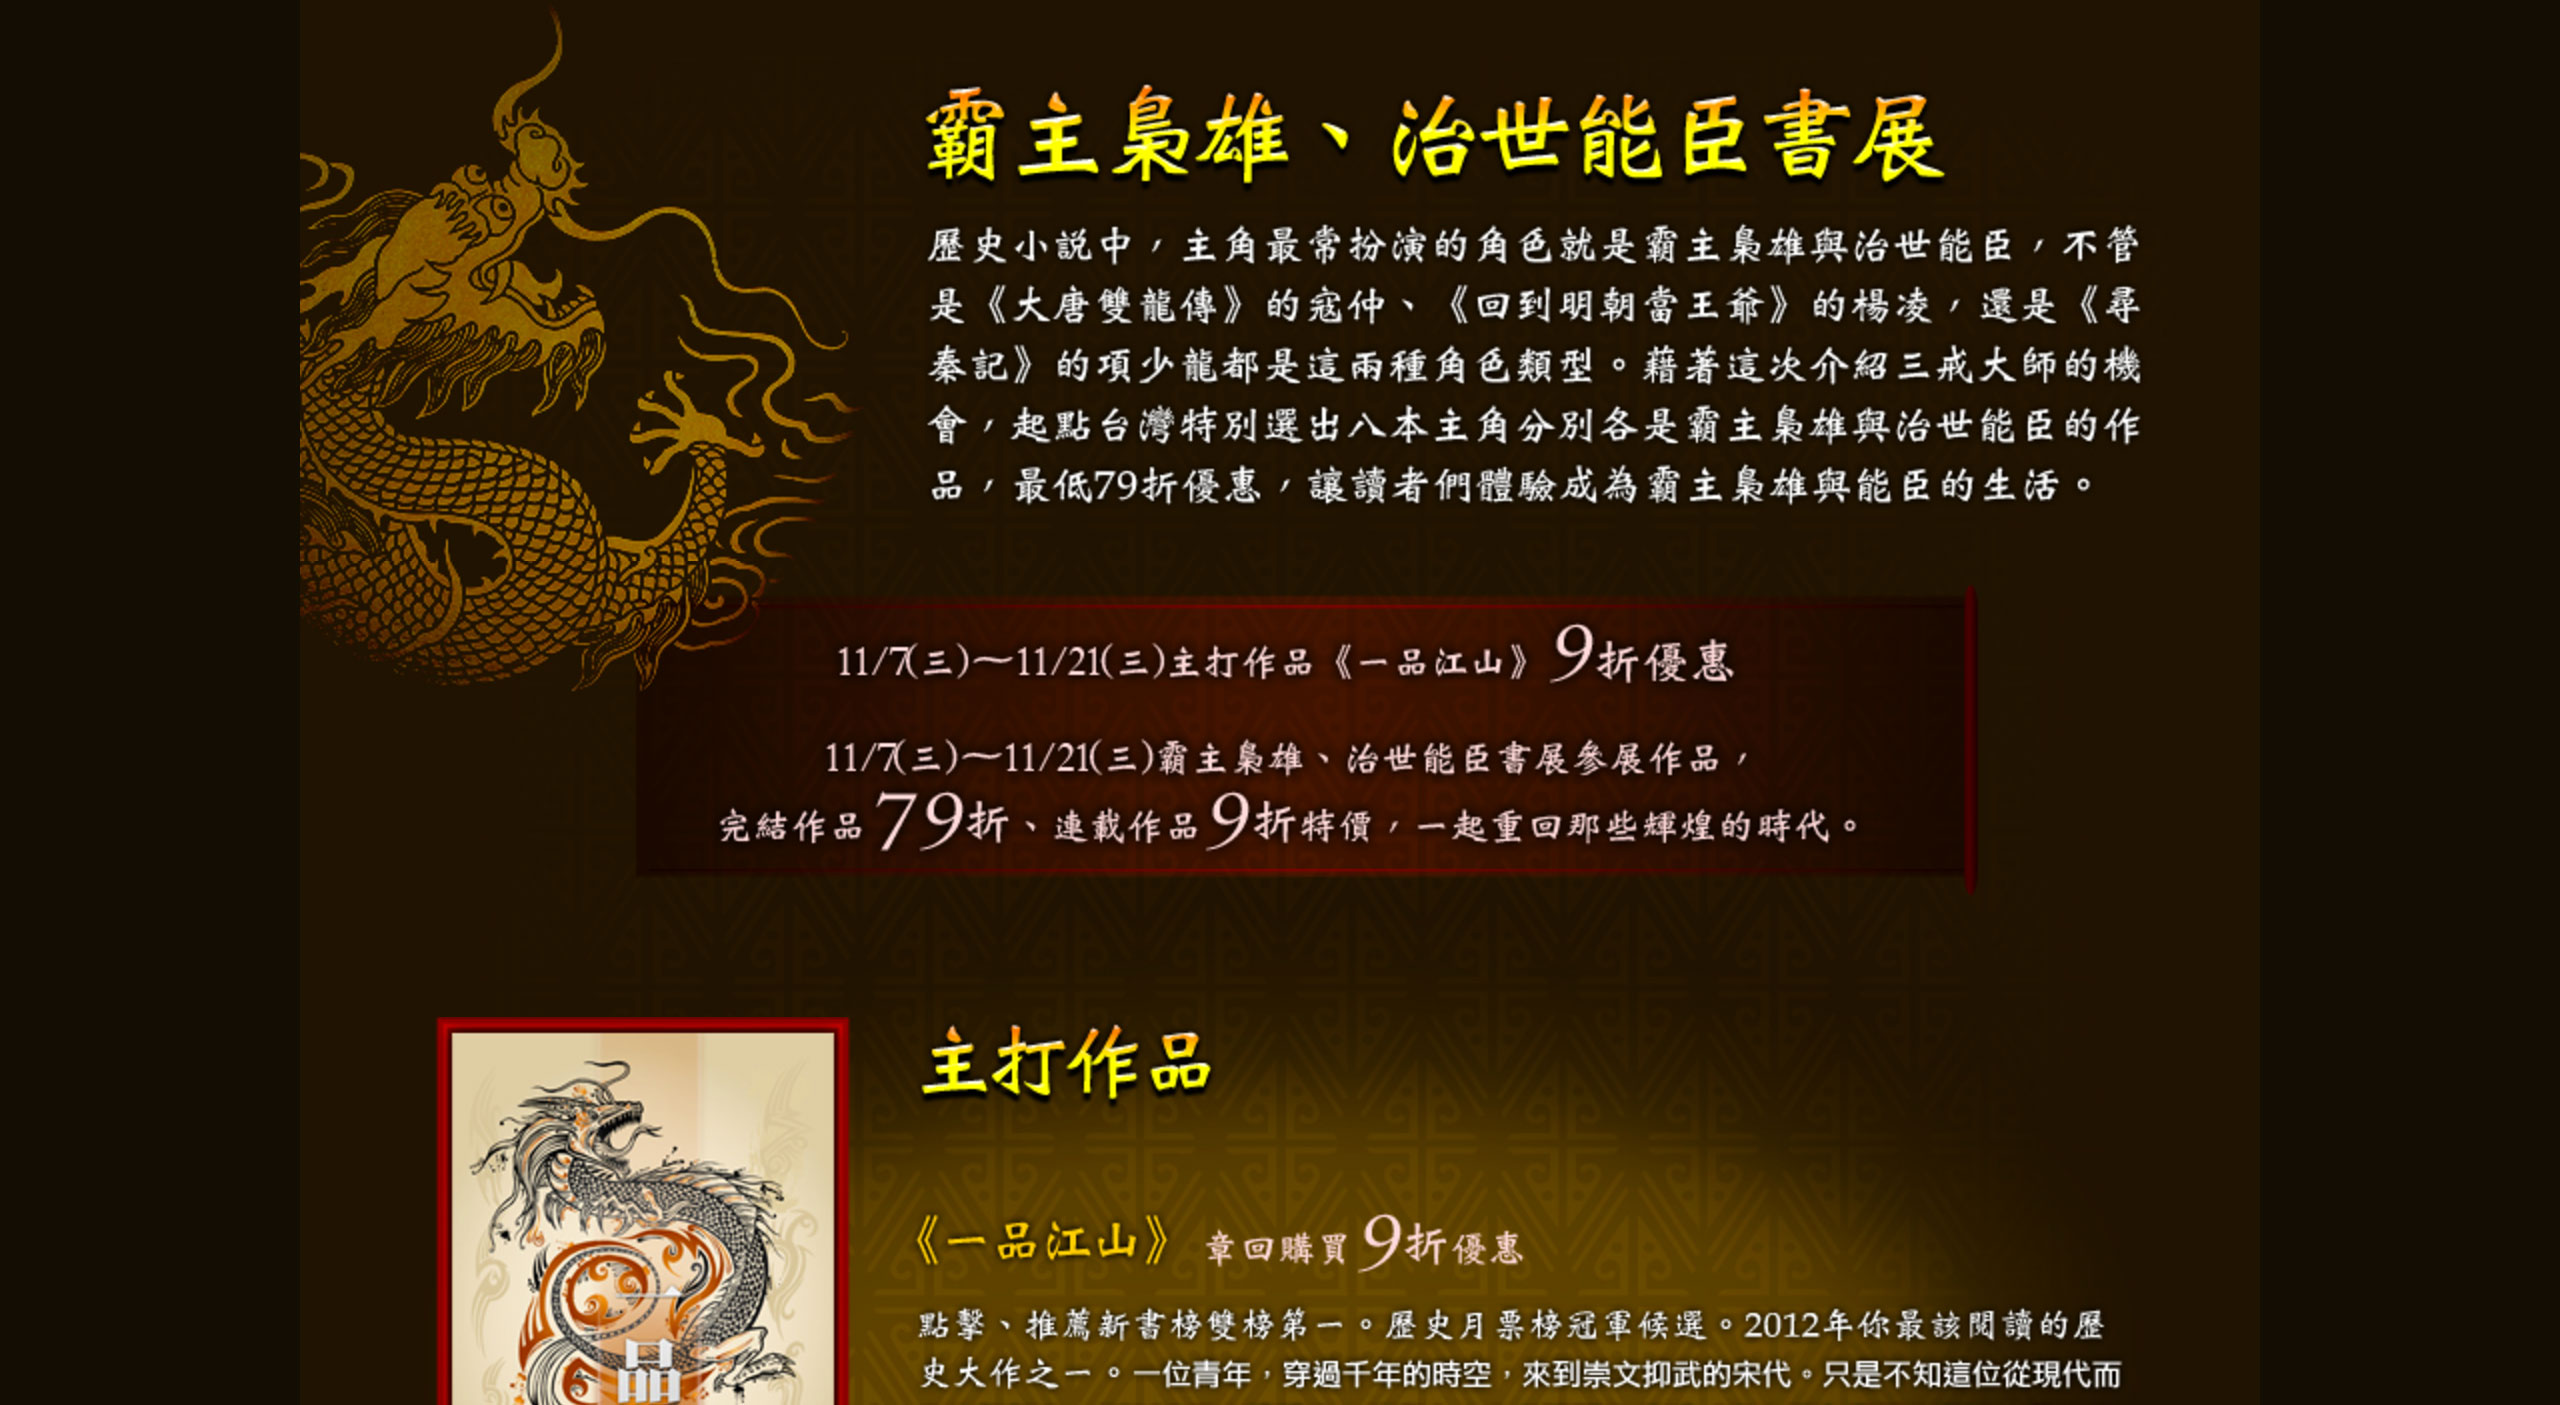 霸主梟雄、治世能臣書展
歷史小說中，主角最常扮演的角色就是霸主梟雄與治世能臣，不管
是《大唐雙龍傳》的寇仲、《回到明朝當王爺》的楊凌，還是《尋
秦記》的項少龍都是這兩種角色類型。藉著這次介紹三戒大師的機
會，起點台灣特別選出八本主角分別各是霸主梟雄與治世能臣的作
品，最低79折優惠，讓讀者們體驗成為霸主梟雄與能臣的生活。
11/7(三)～11/21(三)主打作品《一品江山》9折優惠
11/7(三)～11/21(三)霸主梟雄、治世能臣書展參展作品，
完結作品79折、連載作品9折特價，一起重回那些輝煌的時代。
主打作品
《一品江山》 章回購買9折優惠
點擊、推薦新書榜雙榜第一。歷史月票榜冠軍候選。2012年你最該閱讀的歷
史大作之一。一位青年，穿過千年的時空，來到崇文抑武的宋代。只是不知這位從現代而
一品